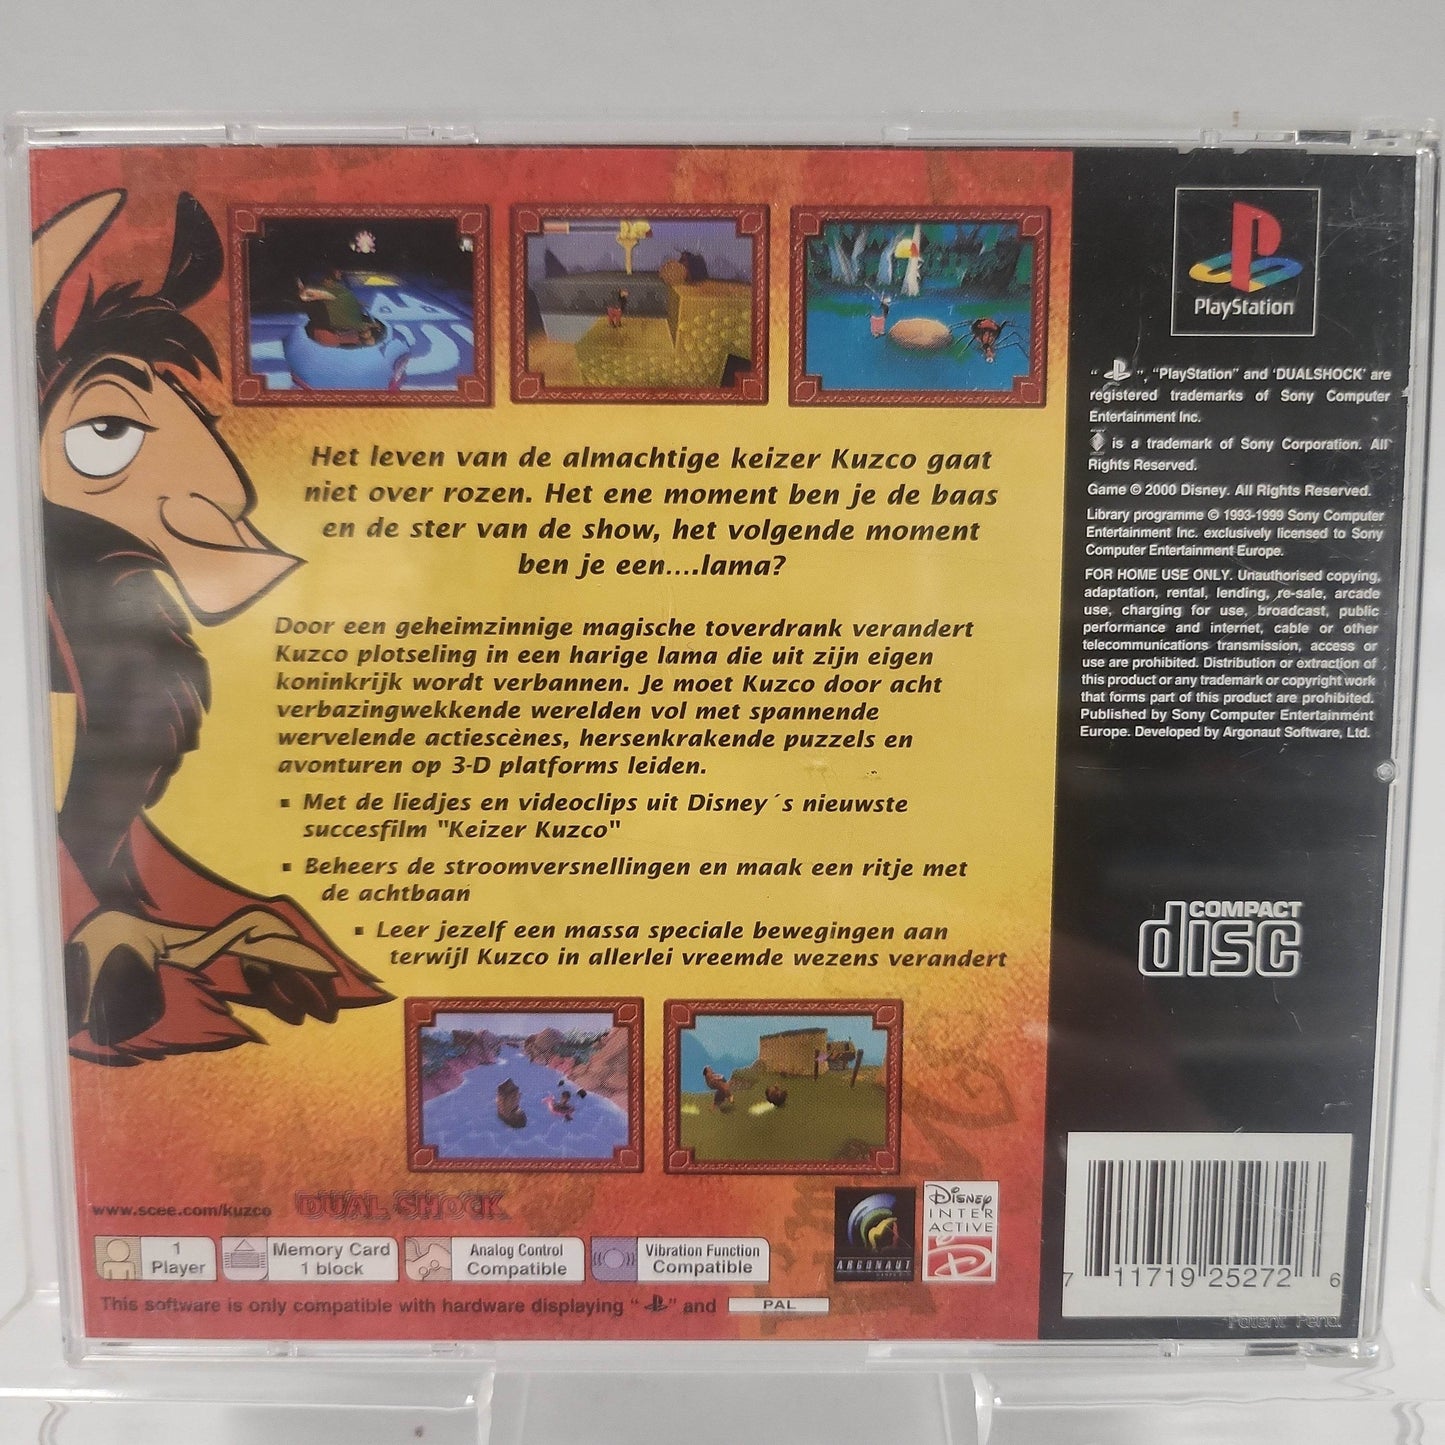 Het leven van de almachtige keizer Kuzco gaat
niet over rozen. Het ene moment ben je de baas
en de ster van de show, het volgende moment
ben je een....lama?
Door een geheimzinnige magische toverdrank verandert
Kuzco plotseling in een harige lama die uit zijn eigen
koninkrijk wordt verbannen. Je moet Kuzco door acht
verbazingwekkende werelden vol met spannende
wervelende actiescènes, hersenkrakende puzzels en
avonturen op 3-D platforms leiden.
▪ Met de liedjes en videoclips uit Disney´s nieuwste
succesfilm "Keizer Kuzco"
▪ Beheers de stroomversnellingen en maak een ritje met
de achtbaan
▪ Leer jezelf een massa speciale bewegingen aan
terwijl Kuzco in allerlei vreemde wezens verandert
www.scee.com/kuzco
DUAL SHOCK
1
Player
Memory Card
1 block
Analog Control
Compatible
Vibration Function
Compatible
ARGONAUT
GAMES
DISNEY
INTER
ACTIVE
D
This software is only compatible with hardware displaying " " and PAL
PlayStation
" ", "PlayStation" and 'DUALSHOCK' are
registered trademarks of Sony Computer
Entertainment Inc.
is a trademark of Sony Corporation. All
Rights Reserved.
Game © 2000 Disney. All Rights Reserved.
Library programme © 1993-1999 Sony Computer
Entertainment Inc. exclusively licensed to Sony
Computer Entertainment Europe.
FOR HOME USE ONLY. Unauthorised copying,
adaptation, rental, lending, re-sale, arcade
use, charging for use, broadcast, public
performance and internet, cable or other
telecommunications transmission, access or
use are prohibited. Distribution or extraction of
this product or any trademark or copyright work
that forms part of this product are prohibited.
Published by Sony Computer Entertainment
Europe. Developed by Argonaut Software, Ltd.
COMPACT
disc
7 11719 25272 6
Patent Pend